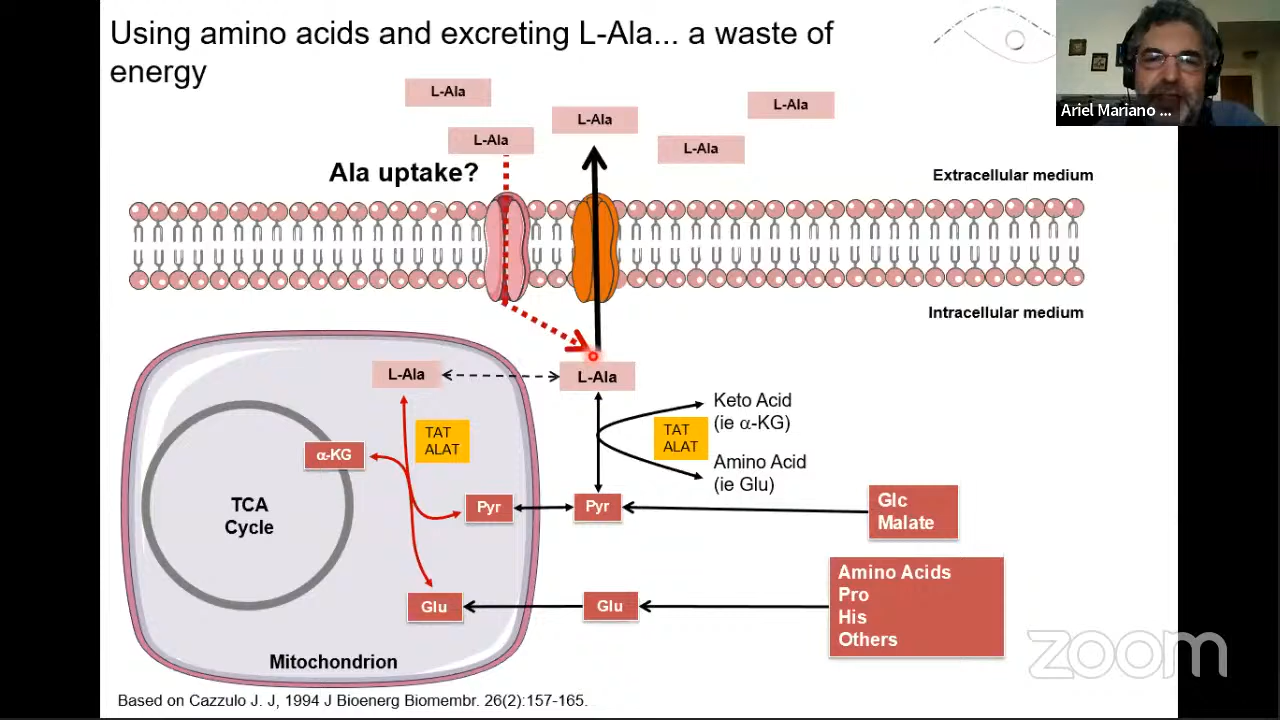 Using amino acids and excreting L-Ala... a waste of
energy
Ariel Mariano ...
L-Ala
L-Ala
L-Ala
L-Ala
L-Ala
Ala uptake?
Extracellular medium
Intracellular medium
L-Ala
L-Ala
TAT
ALAT
TAT
ALAT
Keto Acid
(ie α-KG)
Amino Acid
(ie Glu)
α-KG
TCA
Cycle
Pyr
Pyr
Glc
Malate
Glu
Glu
Amino Acids
Pro
His
Others
Mitochondrion
zoom
Based on Cazzulo J. J, 1994 J Bioenerg Biomembr. 26(2):157-165.